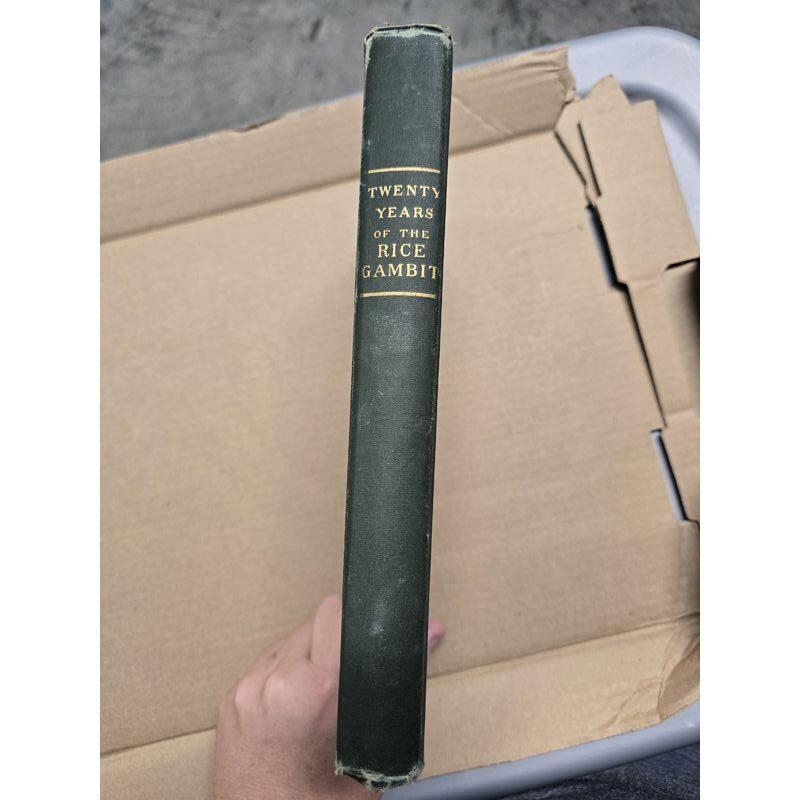 TWENTY
YEARS
OF THE
RICE
GAMBIT